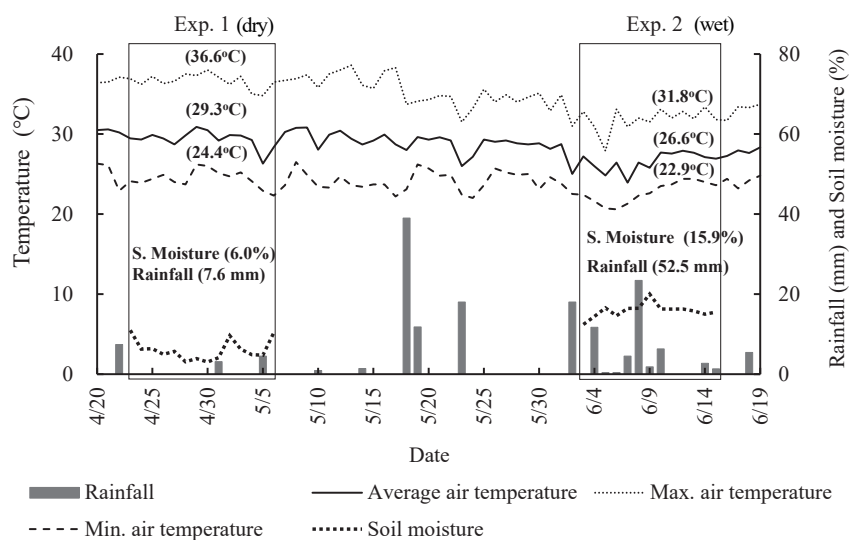 Exp. 1 (dry)
Exp. 2 (wet)
40
30
20
10
0
Temperature (℃)
80
60
40
20
0
Rainfall (mm) and Soil moisture (%)
(36.6°C)
(29.3°C)
(24.4°C)
S. Moisture (6.0%)
Rainfall (7.6 mm)
(31.8°C)
(26.6°C)
(22.9°C)
S. Moisture (15.9%)
Rainfall (52.5 mm)
4/20
4/25
4/30
5/5
5/10
5/15
5/20
5/25
5/30
6/4
6/9
6/14
6/19
Date
Rainfall
Average air temperature
Max. air temperature
Min. air temperature
Soil moisture